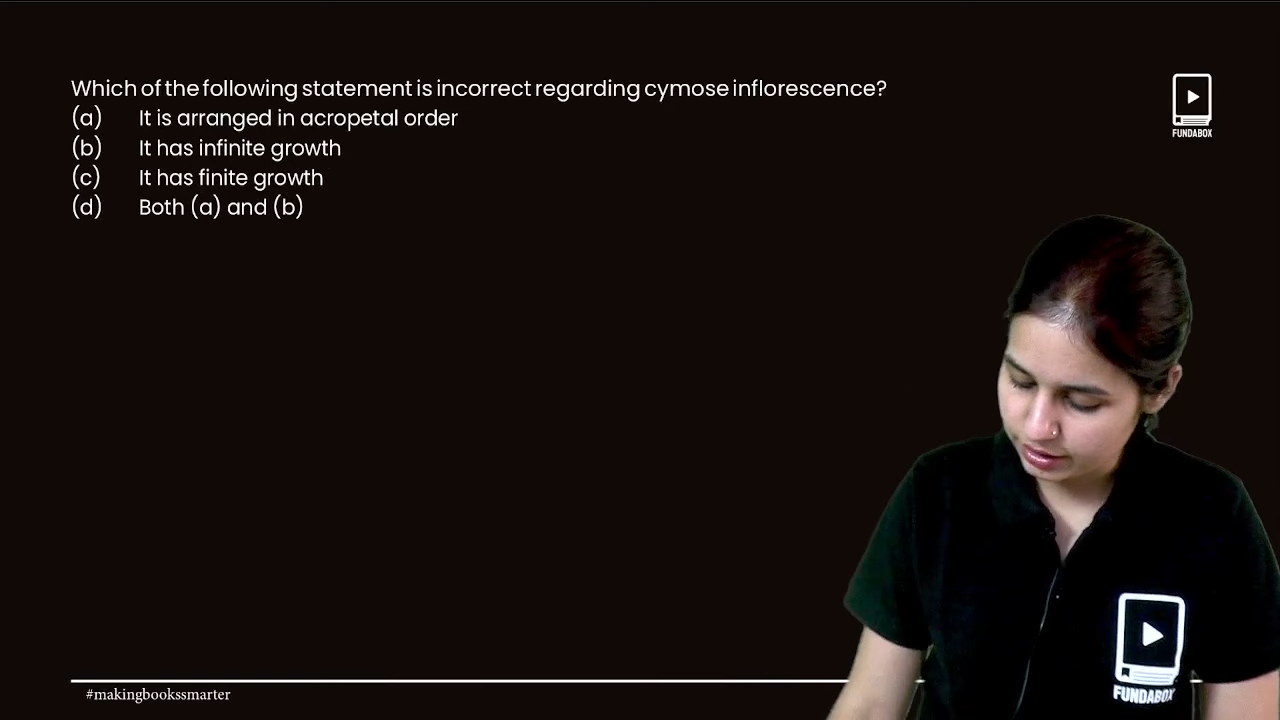 Which of the following statement is incorrect regarding cymose inflorescence?
(a) It is arranged in acropetal order
(b) It has infinite growth
(c) It has finite growth
(d) Both (a) and (b)
FUNDABOX
FUNDABOX
#makingbookssmarter